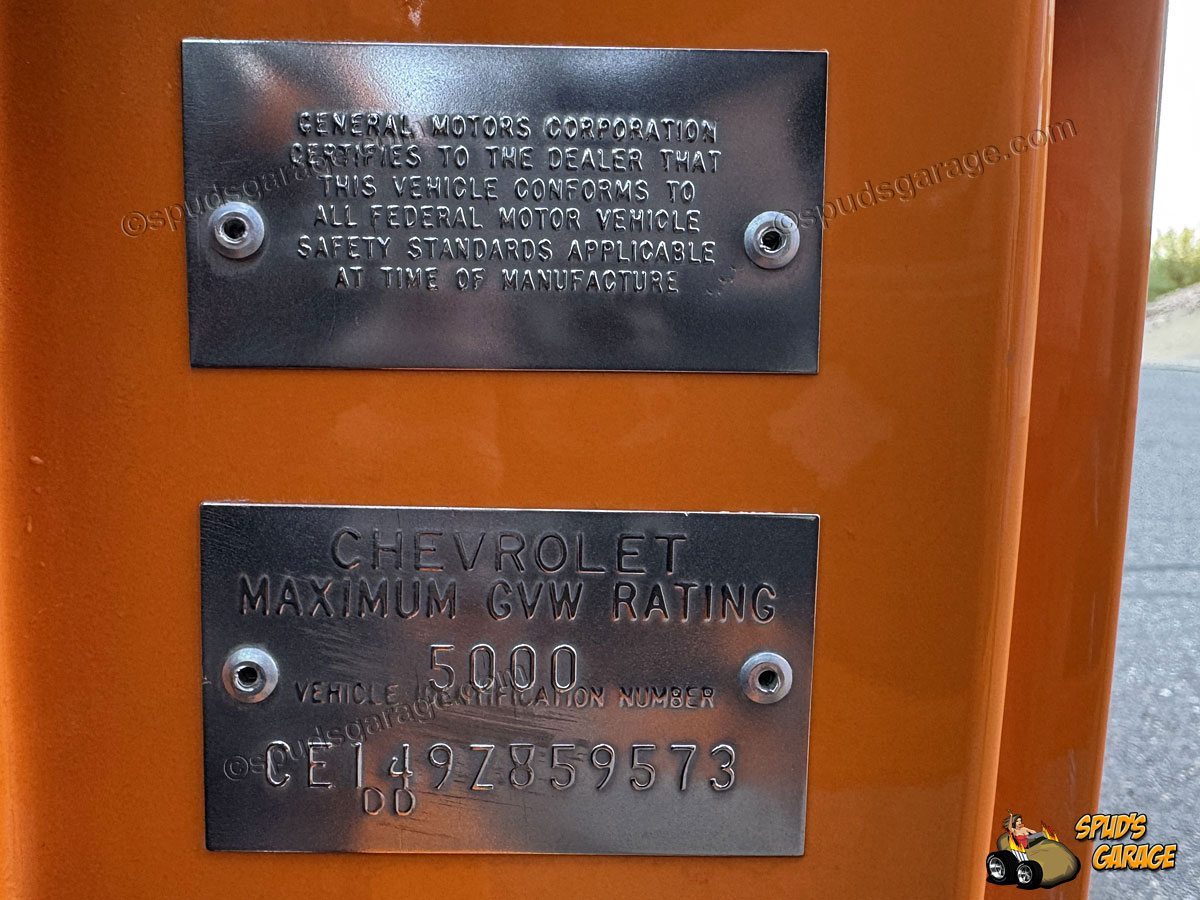 GENERAL MOTORS CORPORATION
CERTIFIES TO THE DEALER THAT
THIS VEHICLE CONFORMS TO
ALL FEDERAL MOTOR VEHICLE
SAFETY STANDARDS APPLICABLE
AT TIME OF MANUFACTURE
©spudsgarage.com
©spudsgarage.com
CHEVROLET
MAXIMUM GVW RATING
5000
VEHICLE IDENTIFICATION NUMBER
©spudsgarage.com
CE149Z859573
DD
SPUD'S
GARAGE